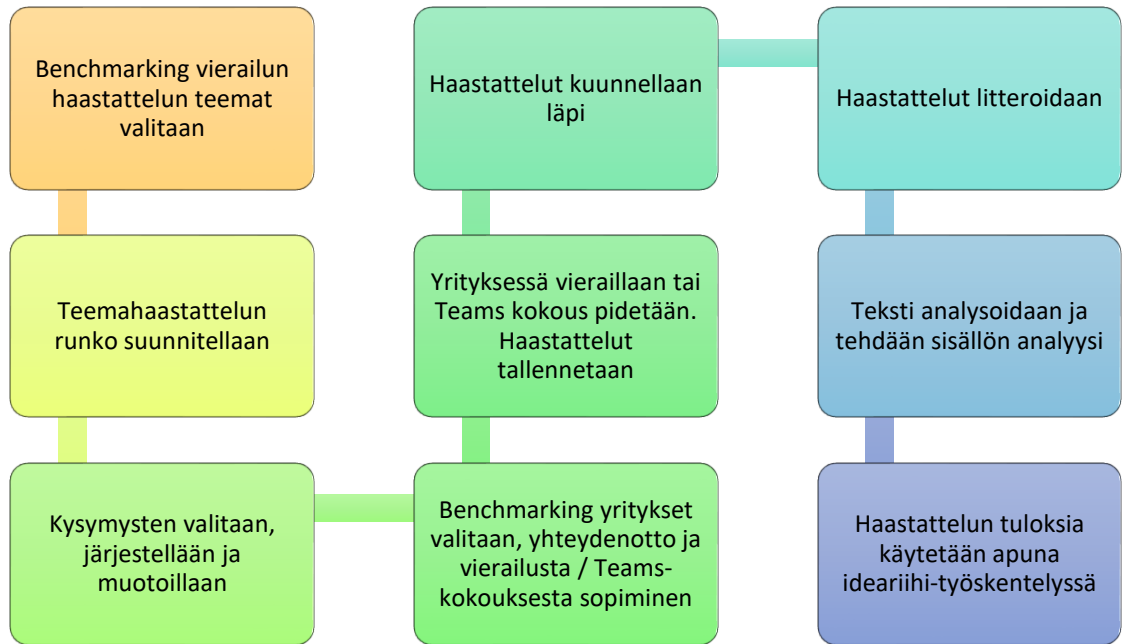 Benchmarking vierailun
haastattelun teemat
valitaan
Teemahaastattelun
runko suunnitellaan
Kysymysten valitaan,
järjestellään ja
muotoillaan
Benchmarking yritykset
valitaan, yhteydenotto ja
vierailusta / Teams-
kokouksesta sopiminen
Yrityksessä vieraillaan tai
Teams kokous pidetään.
Haastattelut
tallennetaan
Haastattelut kuunnellaan
läpi
Haastattelut litteroidaan
Teksti analysoidaan ja
tehdään sisällön analyysi
Haastattelun tuloksia
käytetään apuna
ideariihi-työskentelyssä